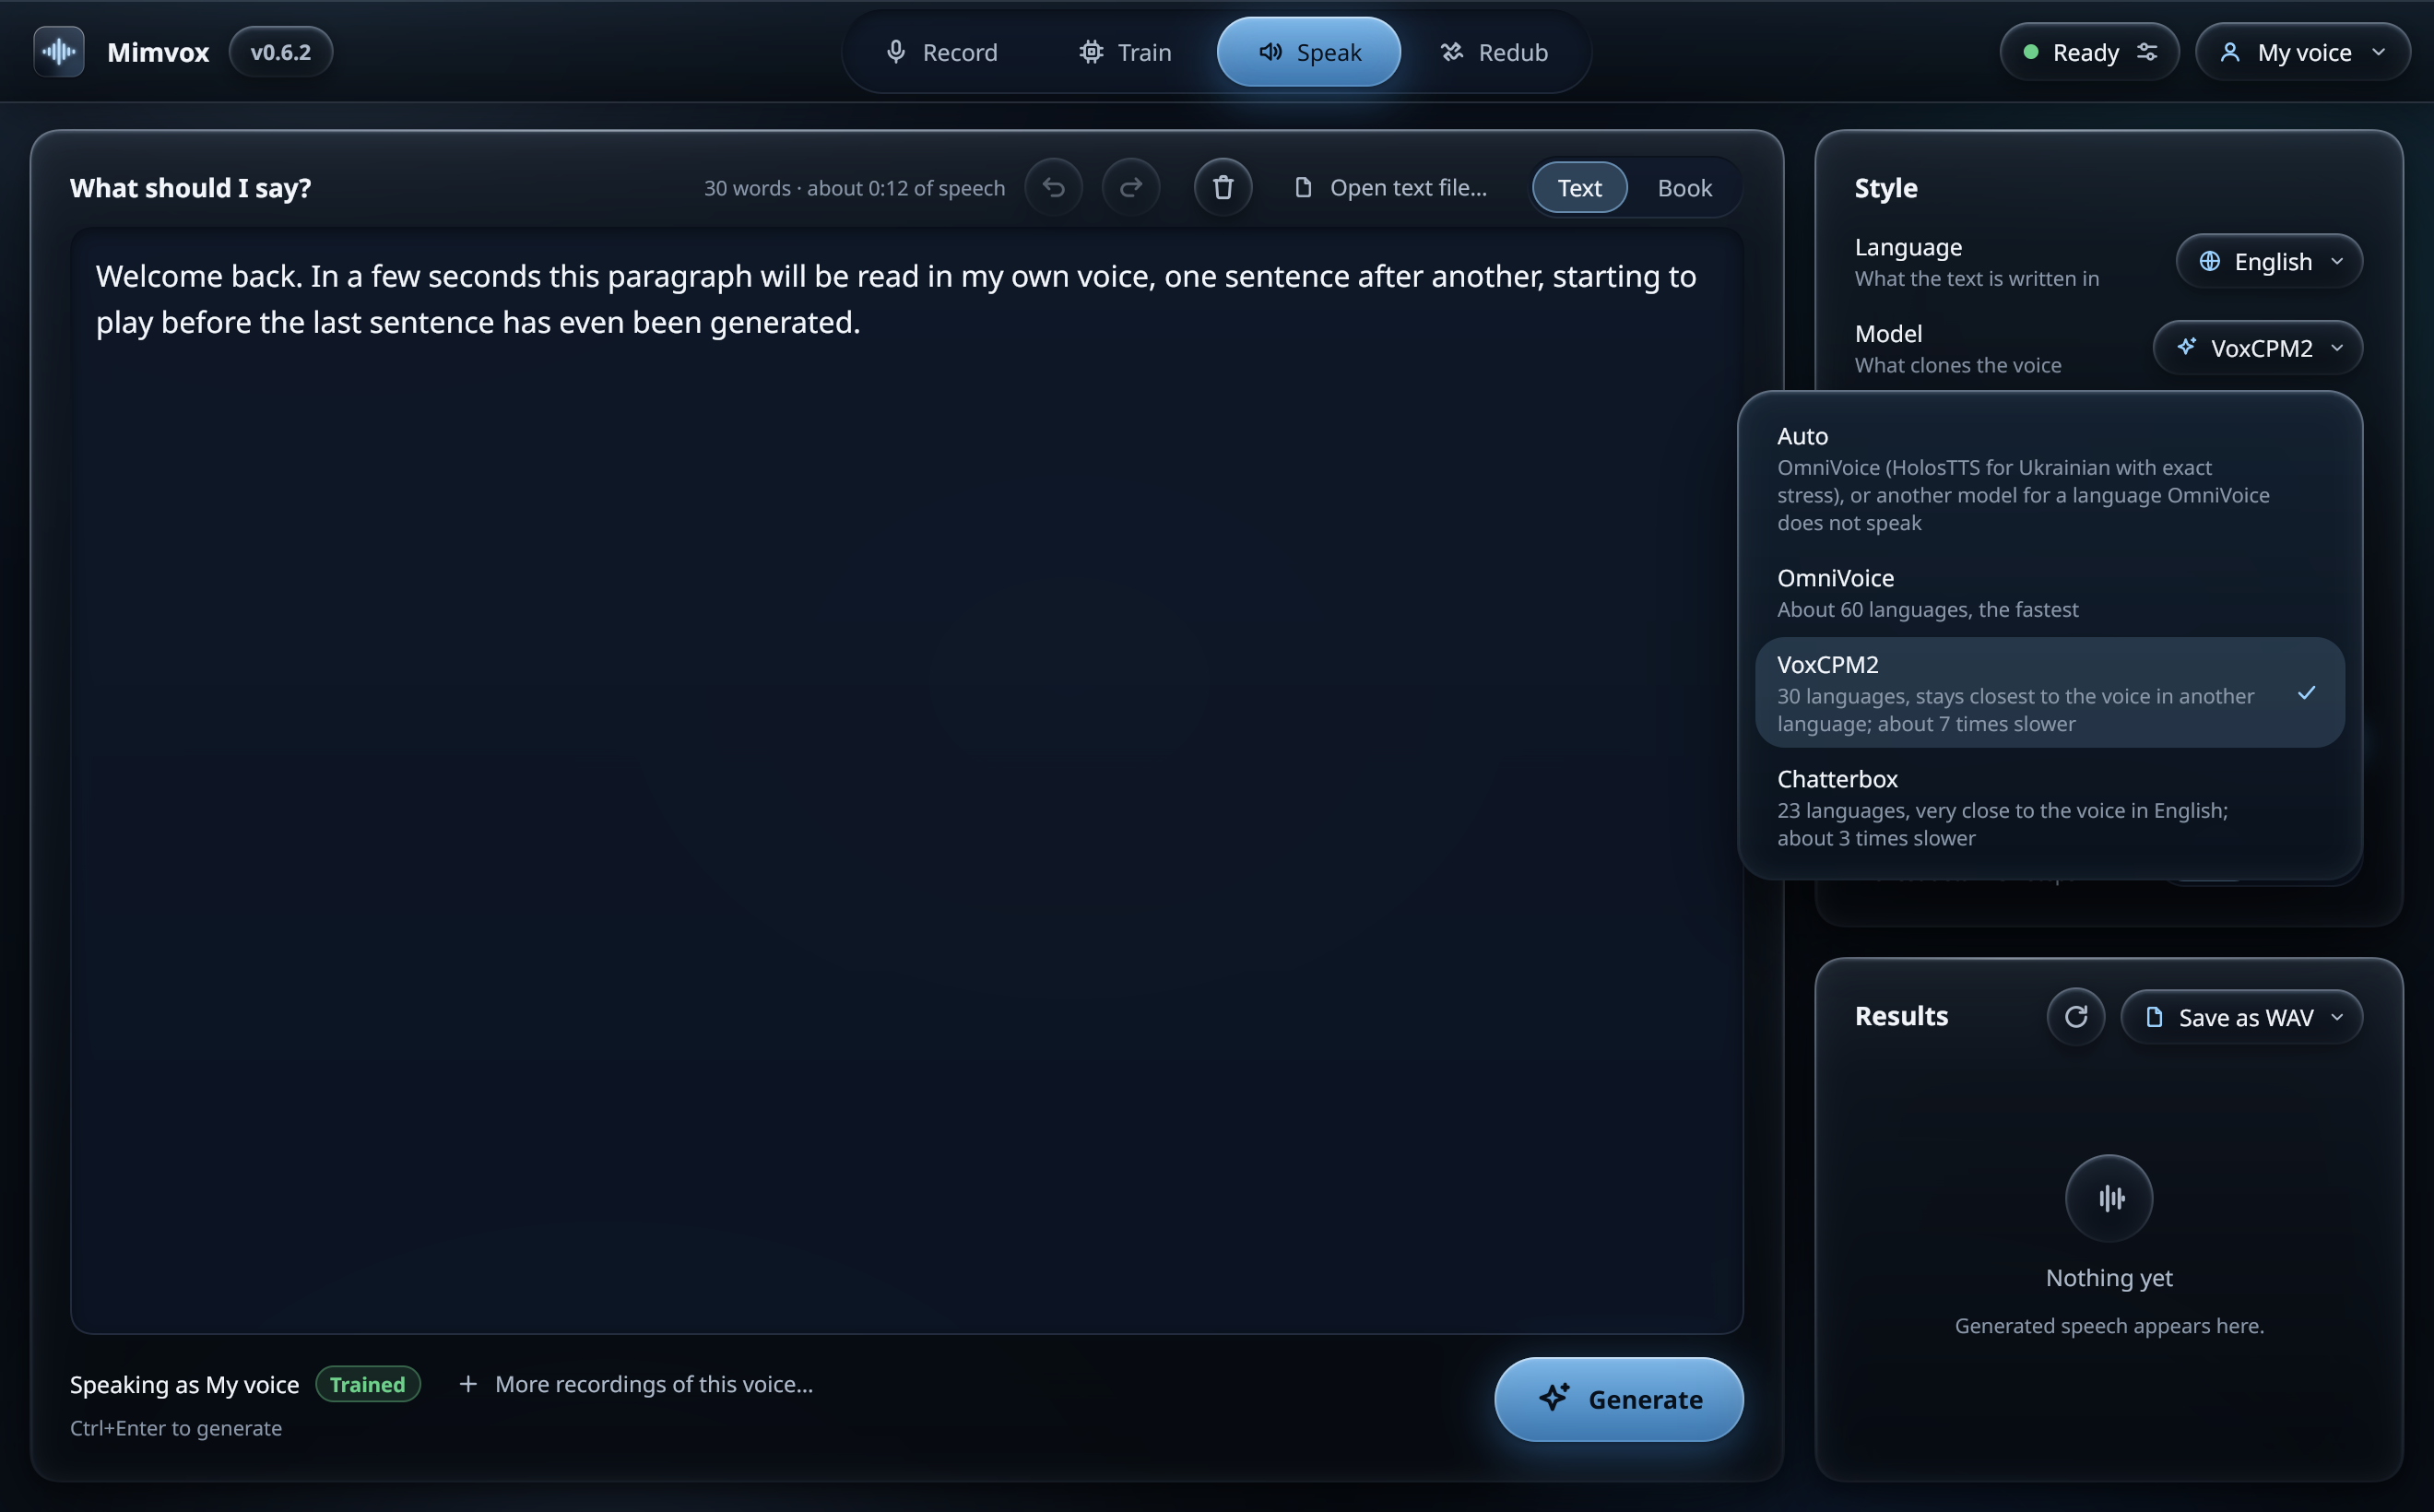 Mimvox v0.6.2 Record Train Speak Redub Ready My voice
What should I say? 30 words · about 0:12 of speech Open text file... Text Book
Welcome back. In a few seconds this paragraph will be read in my own voice, one sentence after another, starting to
play before the last sentence has even been generated.
Speaking as My voice Trained More recordings of this voice...
Ctrl+Enter to generate
Generate
Style
Language
What the text is written in
English
Model
What clones the voice
VoxCPM2
Auto
OmniVoice (HolosTTS for Ukrainian with exact
stress), or another model for a language OmniVoice
does not speak
OmniVoice
About 60 languages, the fastest
VoxCPM2
30 languages, stays closest to the voice in another
language; about 7 times slower
Chatterbox
23 languages, very close to the voice in English;
about 3 times slower
Results Save as WAV
Nothing yet
Generated speech appears here.